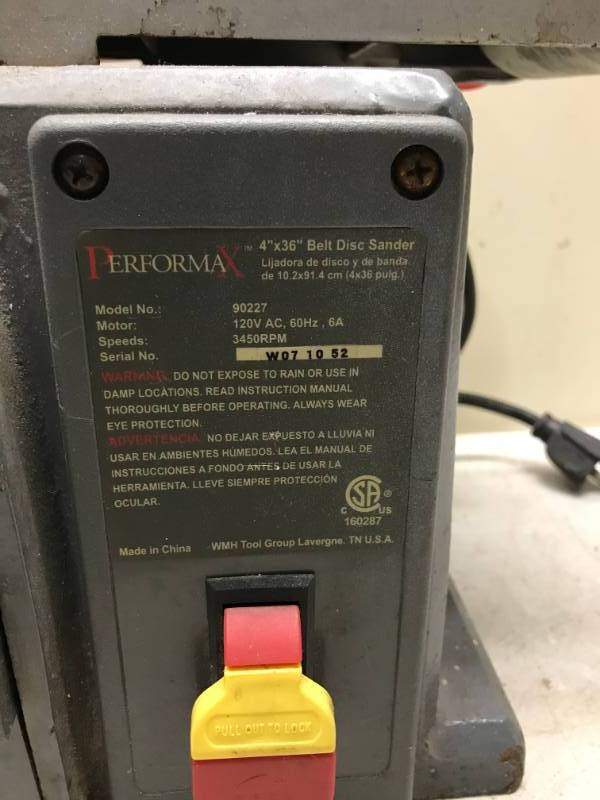 PERFORMAX™ 4"x36" Belt Disc Sander
Lijadora de disco y de banda
de 10.2x91.4 cm (4x36 pulg.)
Model No.: 90227
Motor: 120V AC, 60Hz , 6A
Speeds: 3450RPM
Serial No. W07 10 52
WARNING. DO NOT EXPOSE TO RAIN OR USE IN
DAMP LOCATIONS. READ INSTRUCTION MANUAL
THOROUGHLY BEFORE OPERATING. ALWAYS WEAR
EYE PROTECTION.
ADVERTENCIA. NO DEJAR EXPUESTO A LLUVIA NI
USAR EN AMBIENTES HÚMEDOS. LEA EL MANUAL DE
INSTRUCCIONES A FONDO ANTES DE USAR LA
HERRAMIENTA. LLEVE SIEMPRE PROTECCIÓN
OCULAR.
CSA®
C US
160287
Made in China WMH Tool Group Lavergne. TN U.S.A.
PULL OUT TO LOCK